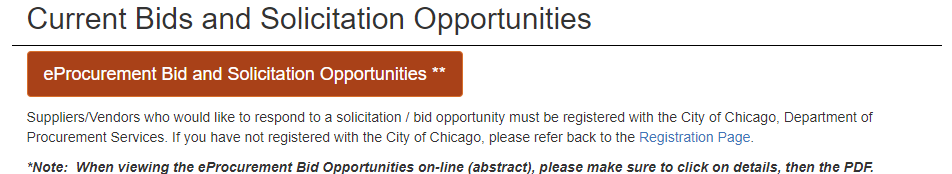 Current Bids and Solicitation Opportunities
eProcurement Bid and Solicitation Opportunities **
Suppliers/Vendors who would like to respond to a solicitation / bid opportunity must be registered with the City of Chicago, Department of
Procurement Services. If you have not registered with the City of Chicago, please refer back to the Registration Page.
*Note:  When viewing the eProcurement Bid Opportunities on-line (abstract), please make sure to click on details, then the PDF.